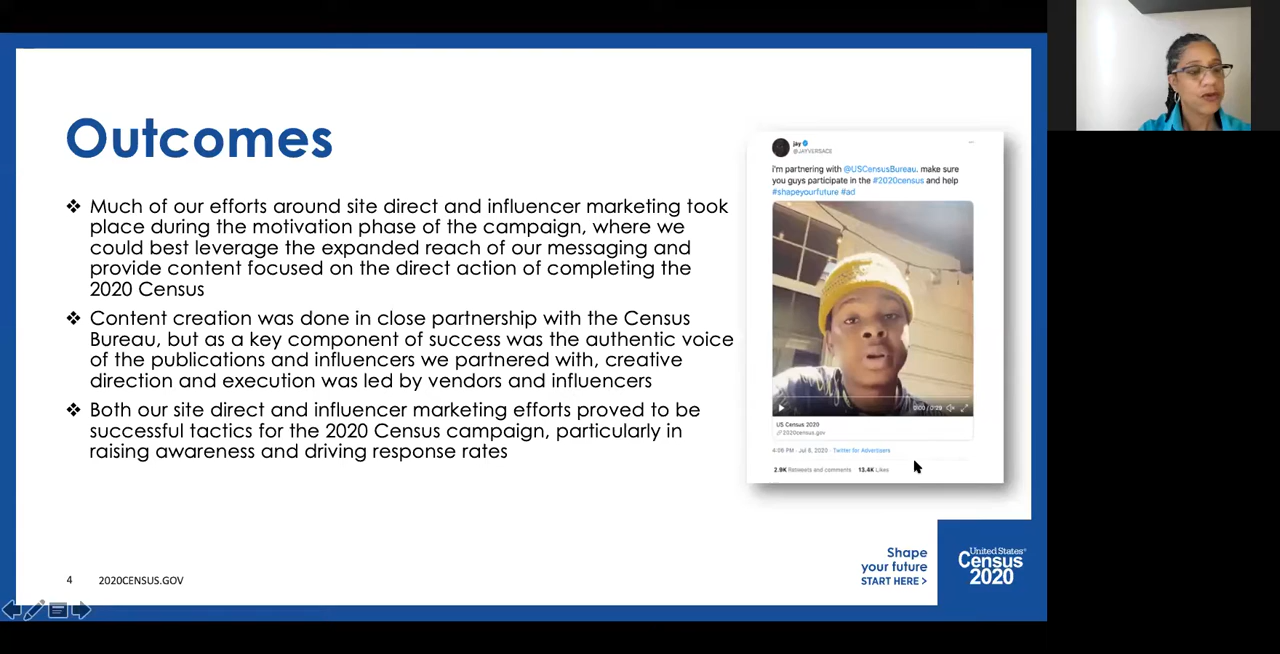 Outcomes
❖ Much of our efforts around site direct and influencer marketing took
place during the motivation phase of the campaign, where we
could best leverage the expanded reach of our messaging and
provide content focused on the direct action of completing the
2020 Census
❖ Content creation was done in close partnership with the Census
Bureau, but as a key component of success was the authentic voice
of the publications and influencers we partnered with, creative
direction and execution was led by vendors and influencers
❖ Both our site direct and influencer marketing efforts proved to be
successful tactics for the 2020 Census campaign, particularly in
raising awareness and driving response rates
jay
@JAYVERSACE
i'm partnering with @USCensusBureau. make sure
you guys participate in the #2020census and help
#shapeyourfuture #ad
0:00 / 0:29
US Census 2020
2020census.gov
4:06 PM · Jul 8, 2020 Twitter for Advertisers
2.9K Retweets and comments 13.4K Likes
Shape
your future
START HERE >
United States®
Census
2020
4 2020CENSUS.GOV